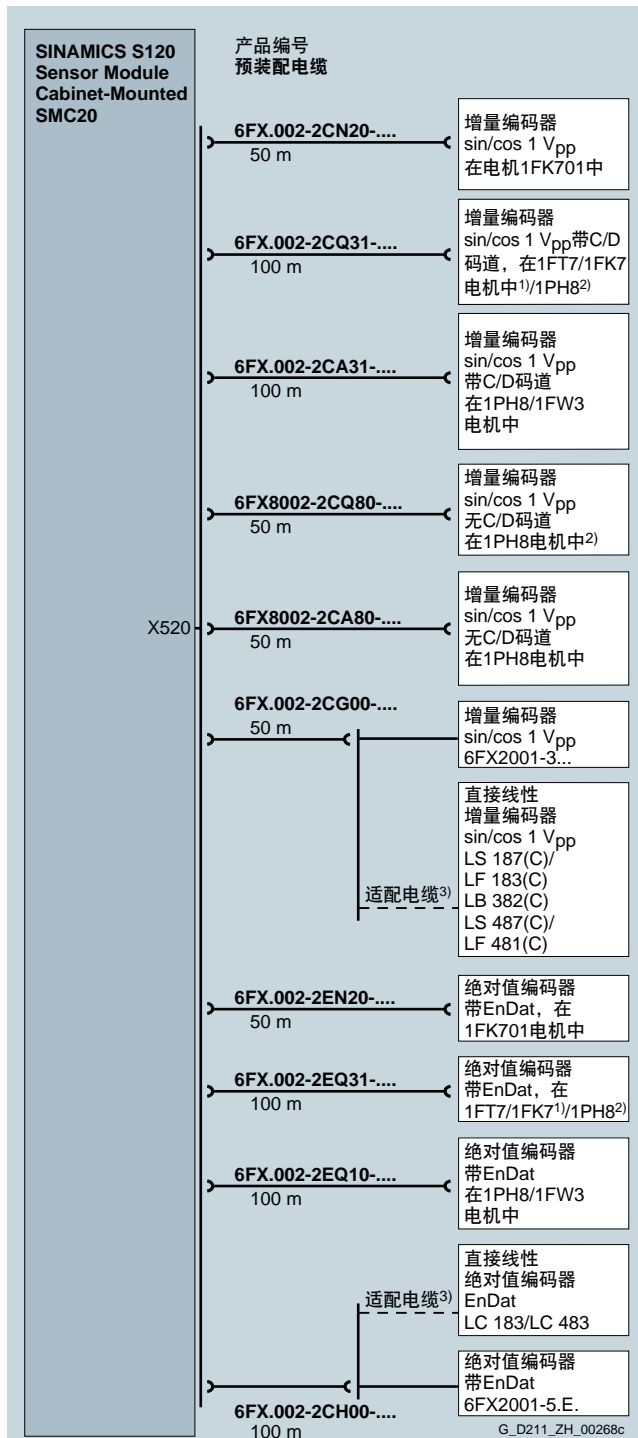 SINAMICS S120
Sensor Module
Cabinet-Mounted
SMC20
产品编号
预装配电缆
6FX.002-2CN20-....
50 m
增量编码器
sin/cos 1 Vpp
在电机1FK701中
6FX.002-2CQ31-....
100 m
增量编码器
sin/cos 1 Vpp带C/D
码道，在1FT7/1FK7
电机中1)/1PH82)
6FX.002-2CA31-....
100 m
增量编码器
sin/cos 1 Vpp
带C/D码道
在1PH8/1FW3
电机中
6FX8002-2CQ80-....
50 m
增量编码器
sin/cos 1 Vpp
无C/D码道
在1PH8电机中2)
X520
6FX8002-2CA80-....
50 m
增量编码器
sin/cos 1 Vpp
无C/D码道
在1PH8电机中
6FX.002-2CG00-....
50 m
增量编码器
sin/cos 1 Vpp
6FX2001-3...
适配电缆3)
直接线性
增量编码器
sin/cos 1 Vpp
LS 187(C)/
LF 183(C)
LB 382(C)
LS 487(C)/
LF 481(C)
6FX.002-2EN20-....
50 m
绝对值编码器
带EnDat，在
1FK701电机中
6FX.002-2EQ31-....
100 m
绝对值编码器
带EnDat，在
1FT7/1FK71)/1PH82)
6FX.002-2EQ10-....
100 m
绝对值编码器
带EnDat
在1PH8/1FW3
电机中
适配电缆3)
直接线性
绝对值编码器
EnDat
LC 183/LC 483
6FX.002-2CH00-....
100 m
绝对值编码器
带EnDat
6FX2001-5.E.
G_D211_ZH_00268c